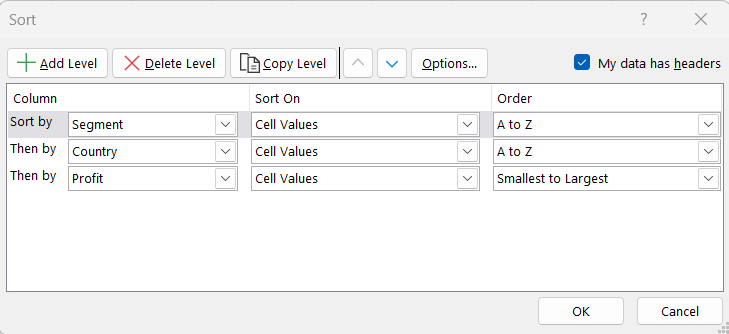 Sort ?
Add Level Delete Level Copy Level Options... My data has headers
Column Sort On Order
Sort by Segment Cell Values A to Z
Then by Country Cell Values A to Z
Then by Profit Cell Values Smallest to Largest
OK Cancel